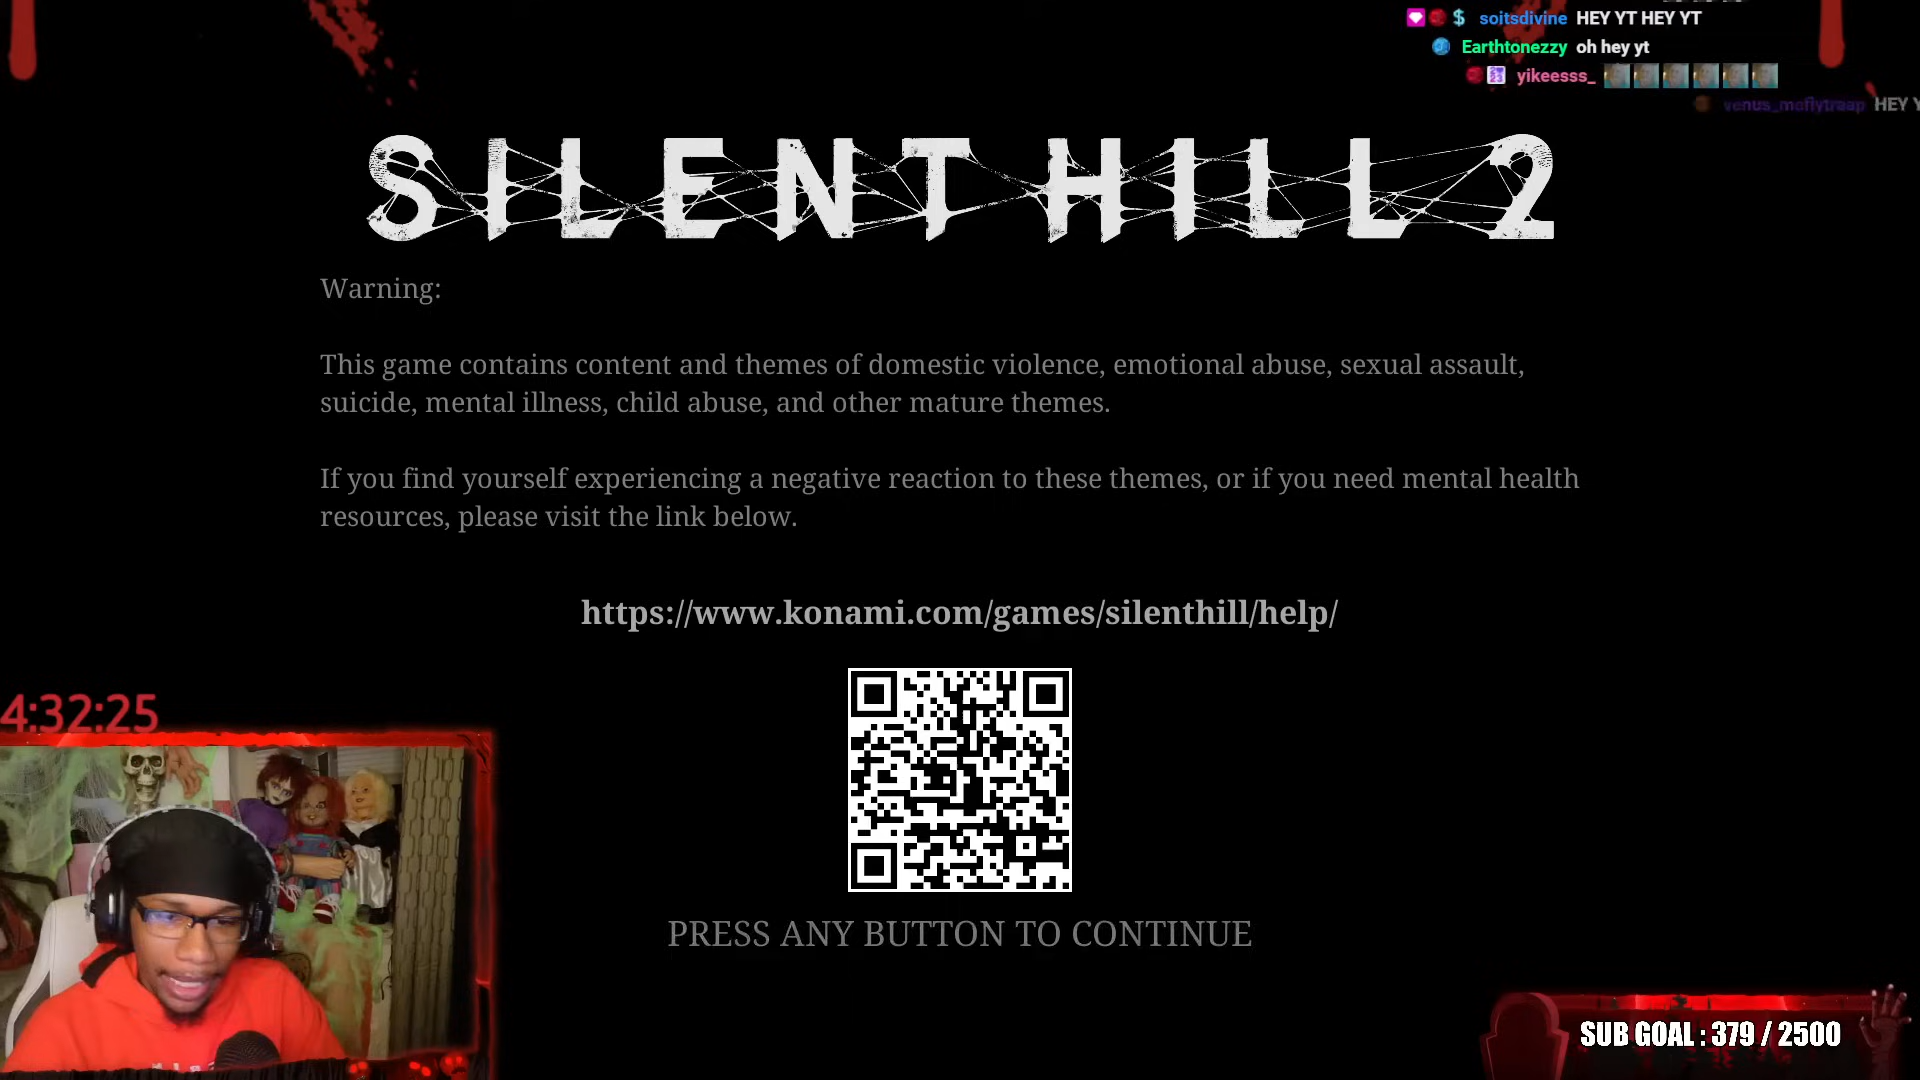 soitsdivine HEY YT HEY YT
Earthtonezzy oh hey yt
yikeesss_
venus_moflytraap HEY Y
SILENT HILL 2
Warning:
This game contains content and themes of domestic violence, emotional abuse, sexual assault,
suicide, mental illness, child abuse, and other mature themes.
If you find yourself experiencing a negative reaction to these themes, or if you need mental health
resources, please visit the link below.
https://www.konami.com/games/silenthill/help/
4:32:25
PRESS ANY BUTTON TO CONTINUE
SUB GOAL : 379 / 2500